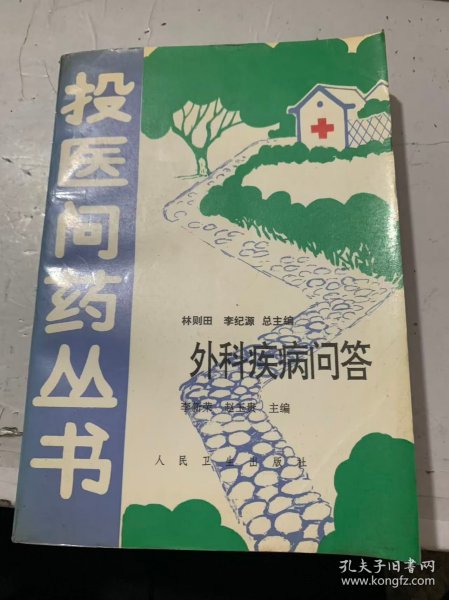 投医问药丛书
林则田 李纪源 总主编
外科疾病问答
主编
人民卫生出版社
孔夫子旧书网
www.kongfz.com